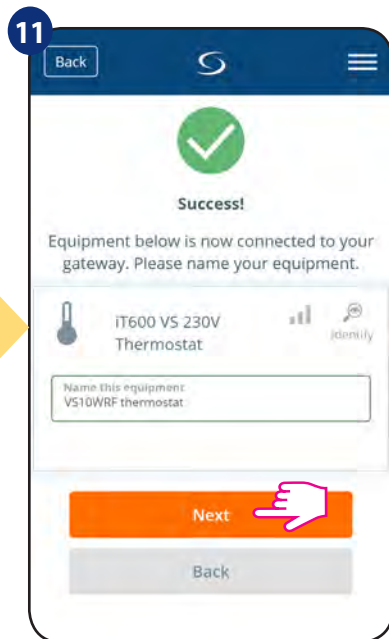 11
Back
Success!
Equipment below is now connected to your
gateway. Please name your equipment.
iT600 VS 230V
Thermostat
Identify
Name this equipment
VS10WRF thermostat
Next
Back